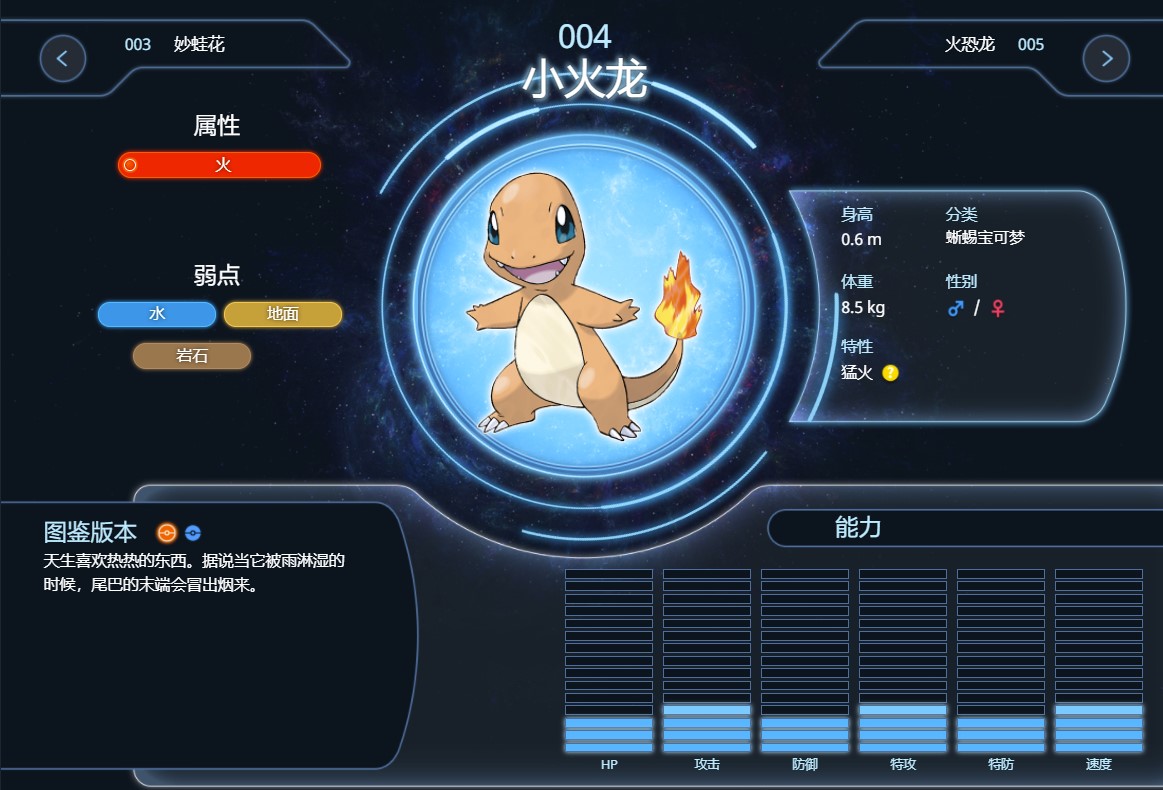 003 妙蛙花
004
小火龙
火恐龙 005
属性
火
弱点
水 地面
岩石
身高 分类
0.6 m 蜥蜴宝可梦
体重 性别
8.5 kg ♂ / ♀
特性
猛火 ?
图鉴版本
天生喜欢热热的东西。据说当它被雨淋湿的
时候，尾巴的末端会冒出烟来。
能力
HP 攻击 防御 特攻 特防 速度